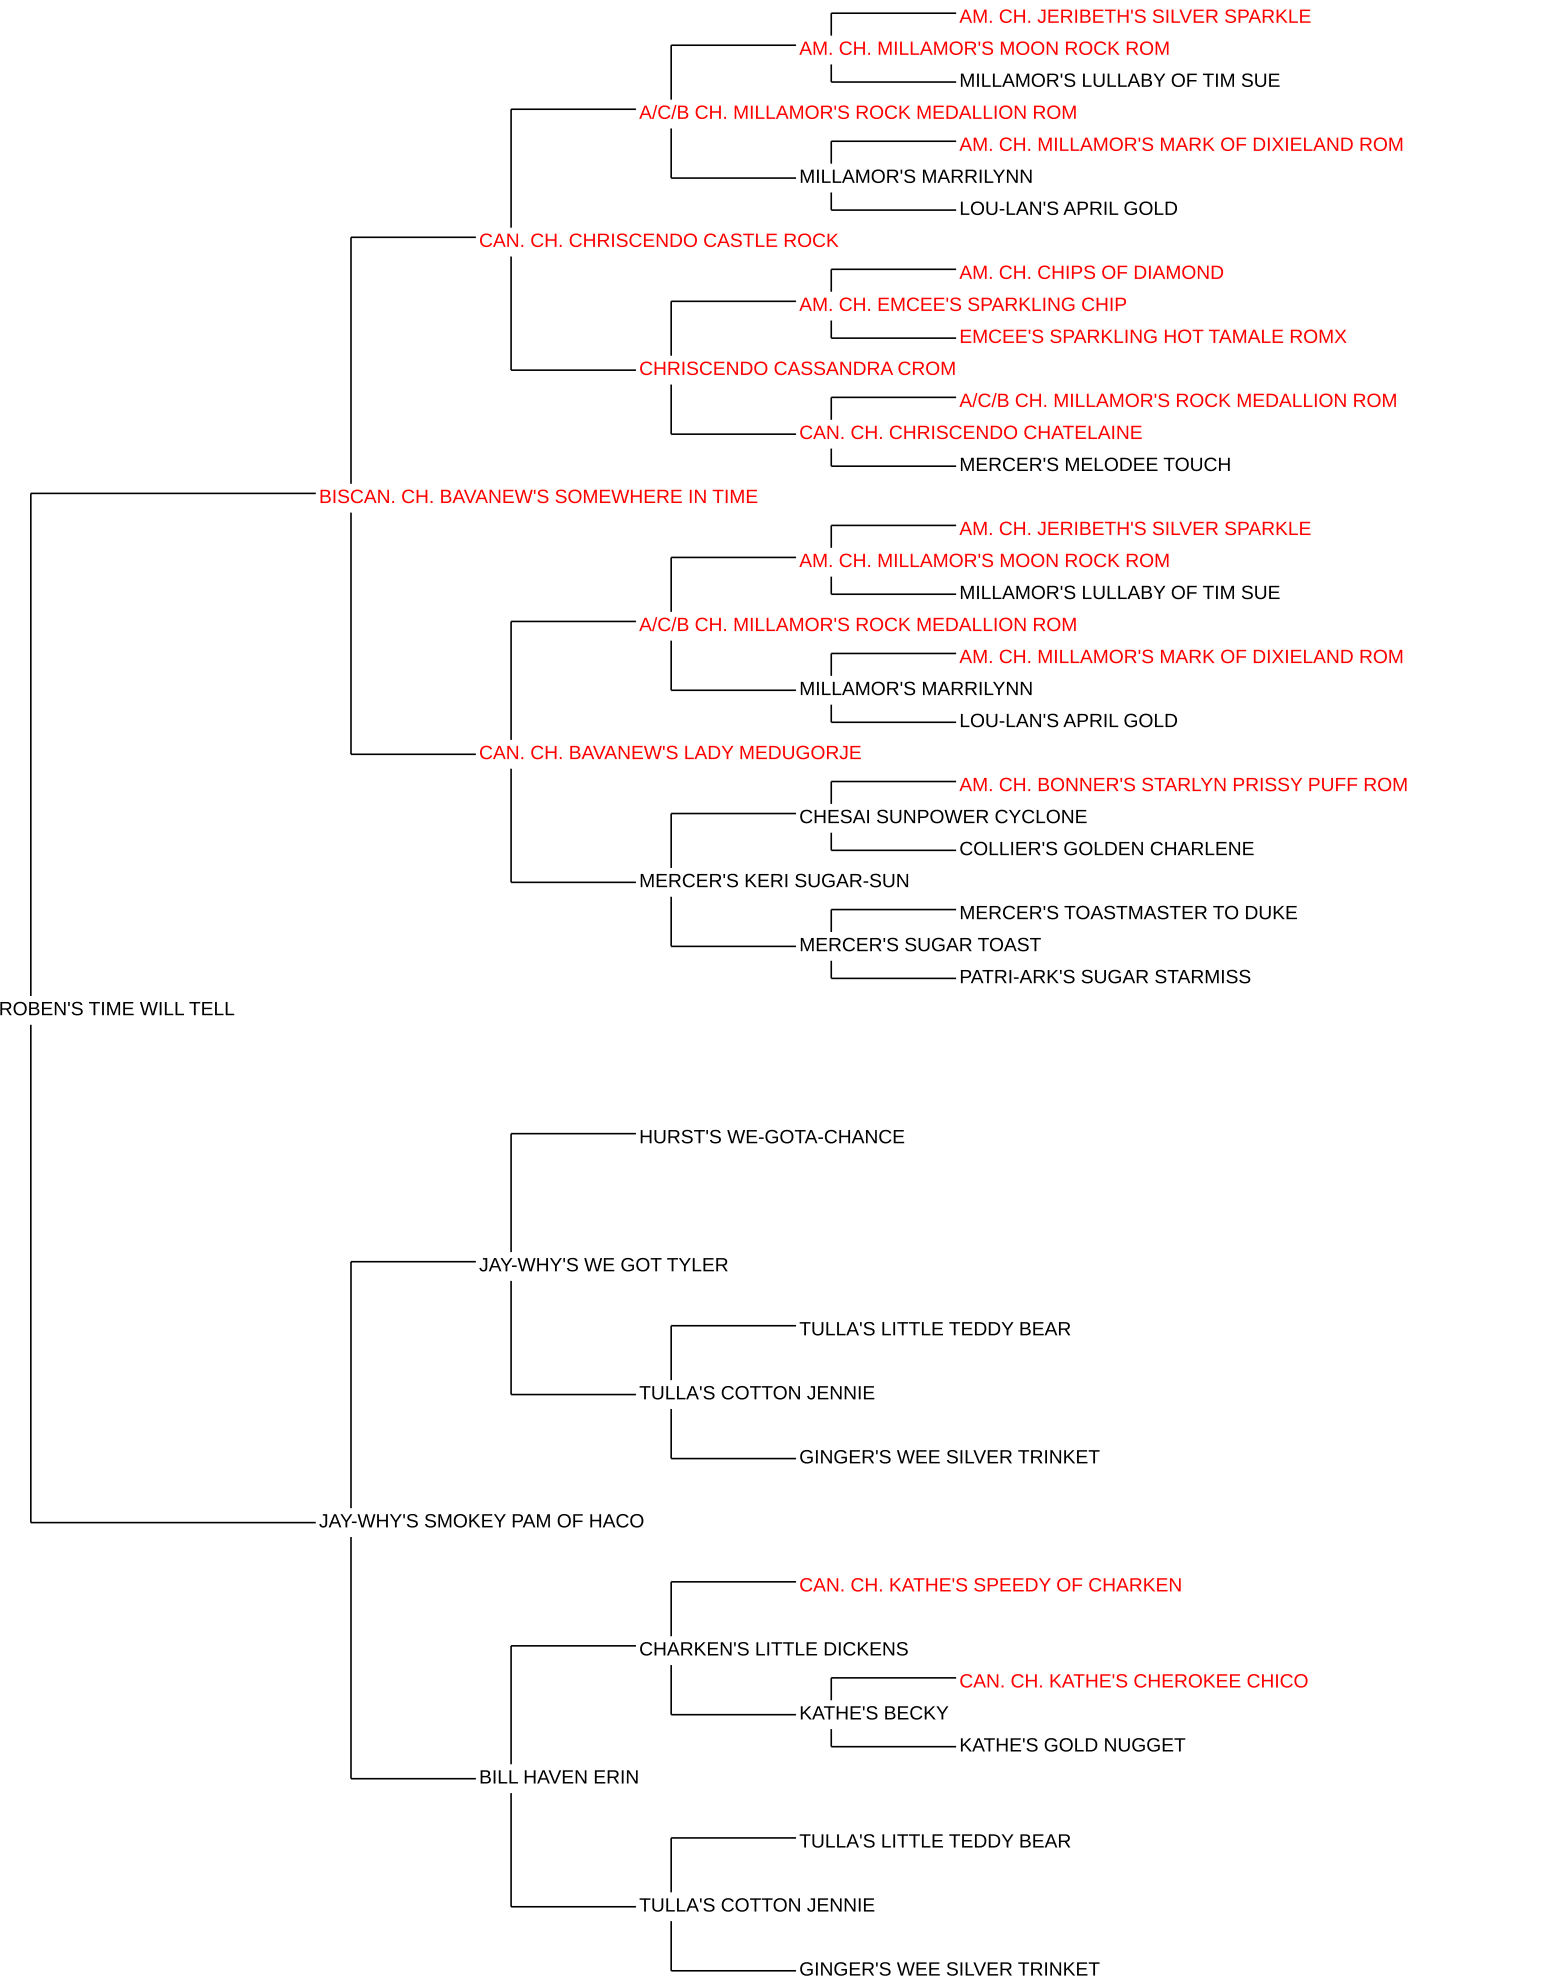 AM. CH. JERIBETH'S SILVER SPARKLE
AM. CH. MILLAMOR'S MOON ROCK ROM
MILLAMOR'S LULLABY OF TIM SUE
A/C/B CH. MILLAMOR'S ROCK MEDALLION ROM
AM. CH. MILLAMOR'S MARK OF DIXIELAND ROM
MILLAMOR'S MARRILYNN
LOU-LAN'S APRIL GOLD
CAN. CH. CHRISCENDO CASTLE ROCK
AM. CH. CHIPS OF DIAMOND
AM. CH. EMCEE'S SPARKLING CHIP
EMCEE'S SPARKLING HOT TAMALE ROMX
CHRISCENDO CASSANDRA CROM
A/C/B CH. MILLAMOR'S ROCK MEDALLION ROM
CAN. CH. CHRISCENDO CHATELAINE
MERCER'S MELODEE TOUCH
BISCAN. CH. BAVANEW'S SOMEWHERE IN TIME
AM. CH. JERIBETH'S SILVER SPARKLE
AM. CH. MILLAMOR'S MOON ROCK ROM
MILLAMOR'S LULLABY OF TIM SUE
A/C/B CH. MILLAMOR'S ROCK MEDALLION ROM
AM. CH. MILLAMOR'S MARK OF DIXIELAND ROM
MILLAMOR'S MARRILYNN
LOU-LAN'S APRIL GOLD
CAN. CH. BAVANEW'S LADY MEDUGORJE
AM. CH. BONNER'S STARLYN PRISSY PUFF ROM
CHESAI SUNPOWER CYCLONE
COLLIER'S GOLDEN CHARLENE
MERCER'S KERI SUGAR-SUN
MERCER'S TOASTMASTER TO DUKE
MERCER'S SUGAR TOAST
PATRI-ARK'S SUGAR STARMISS
ROBEN'S TIME WILL TELL
HURST'S WE-GOTA-CHANCE
JAY-WHY'S WE GOT TYLER
TULLA'S LITTLE TEDDY BEAR
TULLA'S COTTON JENNIE
GINGER'S WEE SILVER TRINKET
JAY-WHY'S SMOKEY PAM OF HACO
CAN. CH. KATHE'S SPEEDY OF CHARKEN
CHARKEN'S LITTLE DICKENS
CAN. CH. KATHE'S CHEROKEE CHICO
KATHE'S BECKY
KATHE'S GOLD NUGGET
BILL HAVEN ERIN
TULLA'S LITTLE TEDDY BEAR
TULLA'S COTTON JENNIE
GINGER'S WEE SILVER TRINKET